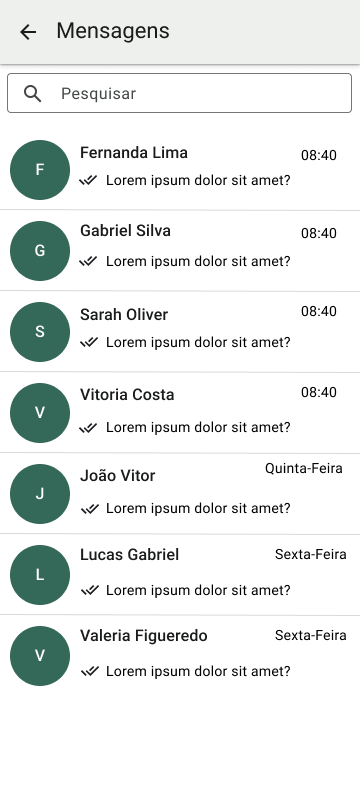 Mensagens
Pesquisar
F
Fernanda Lima
08:40
Lorem ipsum dolor sit amet?
G
Gabriel Silva
08:40
Lorem ipsum dolor sit amet?
S
Sarah Oliver
08:40
Lorem ipsum dolor sit amet?
V
Vitoria Costa
08:40
Lorem ipsum dolor sit amet?
J
João Vitor
Quinta-Feira
Lorem ipsum dolor sit amet?
L
Lucas Gabriel
Sexta-Feira
Lorem ipsum dolor sit amet?
V
Valeria Figueredo
Sexta-Feira
Lorem ipsum dolor sit amet?